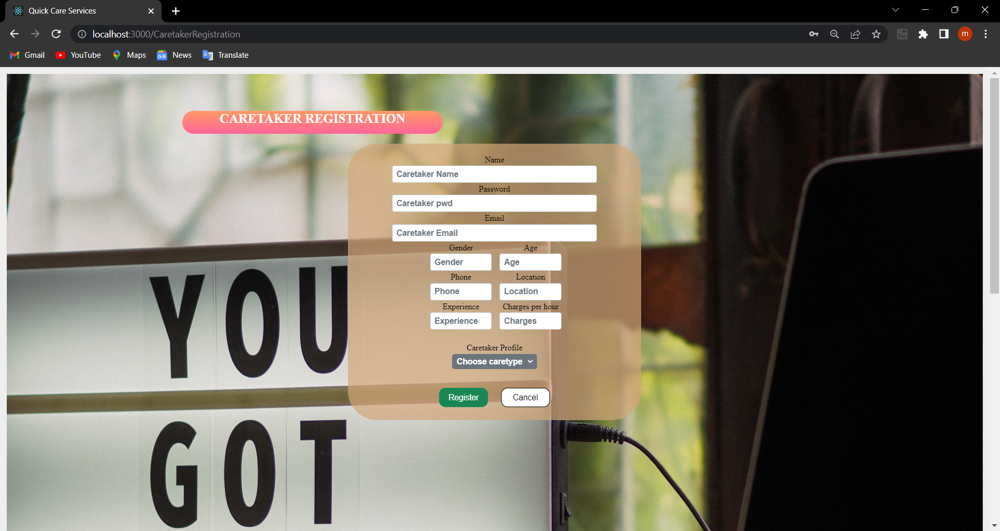 Quick Care Services
localhost:3000/CaretakerRegistration
Se
m
Gmail YouTube Maps News Translate
CARETAKER REGISTRATION
Name
Caretaker Name
Password
Caretaker pwd
Email
Caretaker Email
Gender Age
Gender Age
Phone Location
Phone Location
Experience Charges per hour
Experience Charges
Caretaker Profile
Choose caretype
Register Cancel
YOU
GOT